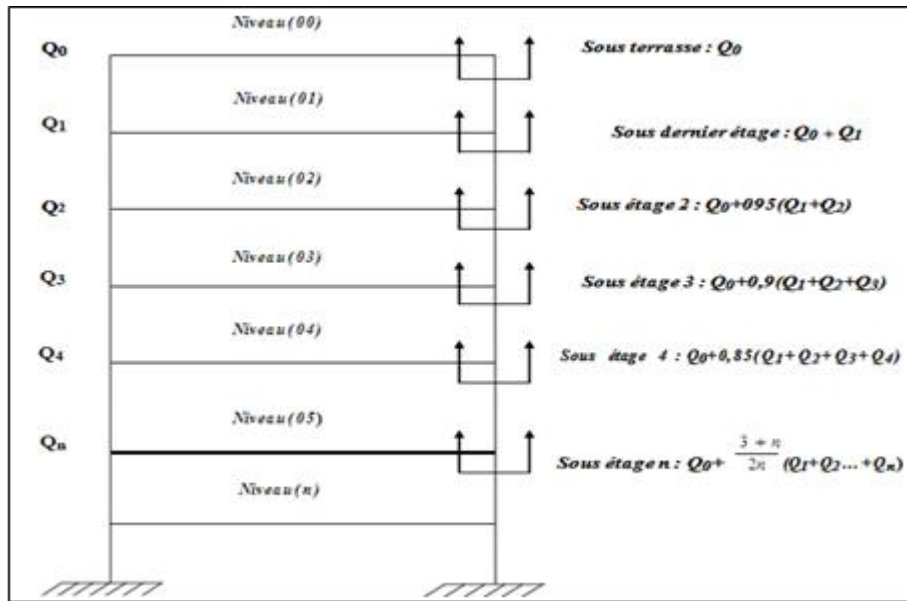 Niveau(00)
Q0
Sous terrasse : Q0
Niveau(01)
Q1
Sous dernier étage : Q0 + Q1
Niveau(02)
Q2
Sous étage 2 : Q0+095(Q1+Q2)
Niveau(03)
Q3
Sous étage 3 : Q0+0,9(Q1+Q2+Q3)
Niveau(04)
Q4
Sous étage 4 : Q0+0,85(Q1+Q2+Q3+Q4)
Niveau(05)
Qn
Sous étage n : Q0+ (3 + n)/2n (Q1+Q2...+Qn)
Niveau(n)